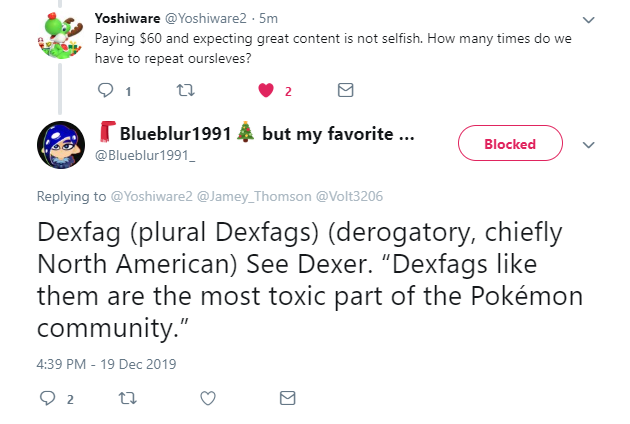 Yoshiware @Yoshiware2 · 5m
Paying $60 and expecting great content is not selfish. How many times do we
have to repeat oursleves?
1 2
Blueblur1991🎄 but my favorite ...
@Blueblur1991_
Blocked
Replying to @Yoshiware2 @Jamey_Thomson @Volt3206
Dexfag (plural Dexfags) (derogatory, chiefly
North American) See Dexer. “Dexfags like
them are the most toxic part of the Pokémon
community.”
4:39 PM - 19 Dec 2019
2